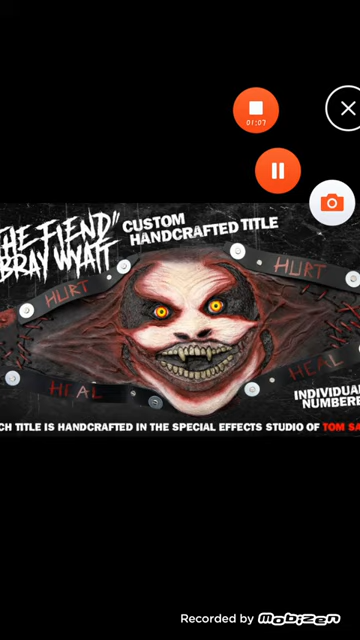 01:07
THE FIEND"
BRAY WYATT
CUSTOM
HANDCRAFTED TITLE
HURT
HURT
HEAL
HEAL
INDIVIDUAL
NUMBERE
CH TITLE IS HANDCRAFTED IN THE SPECIAL EFFECTS STUDIO OF TOM SA
Recorded by Mobizen